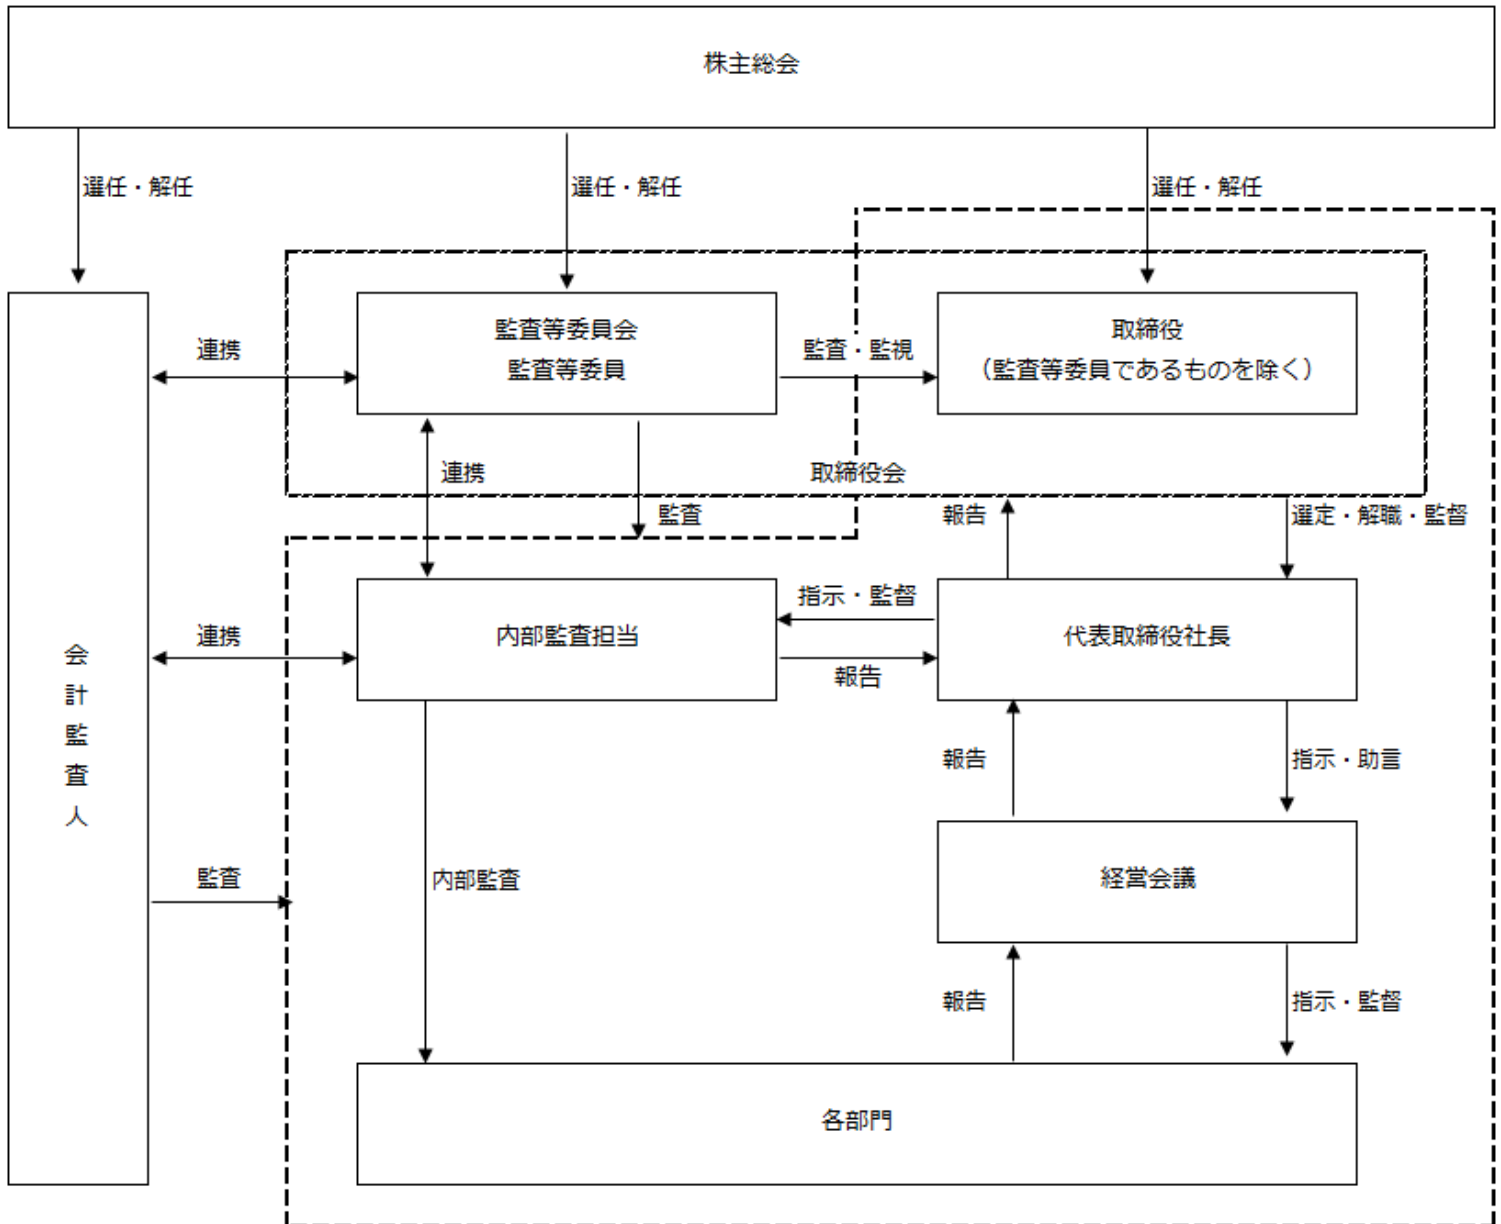 株主総会
選任・解任
選任・解任
選任・解任
監査等委員会
監査等委員
取締役
（監査等委員であるものを除く）
連携
監査・監視
連携
取締役会
監査
報告
選定・解職・監督
指示・監督
内部監査担当
代表取締役社長
連携
報告
会計監査人
報告
指示・助言
監査
内部監査
経営会議
報告
指示・監督
各部門